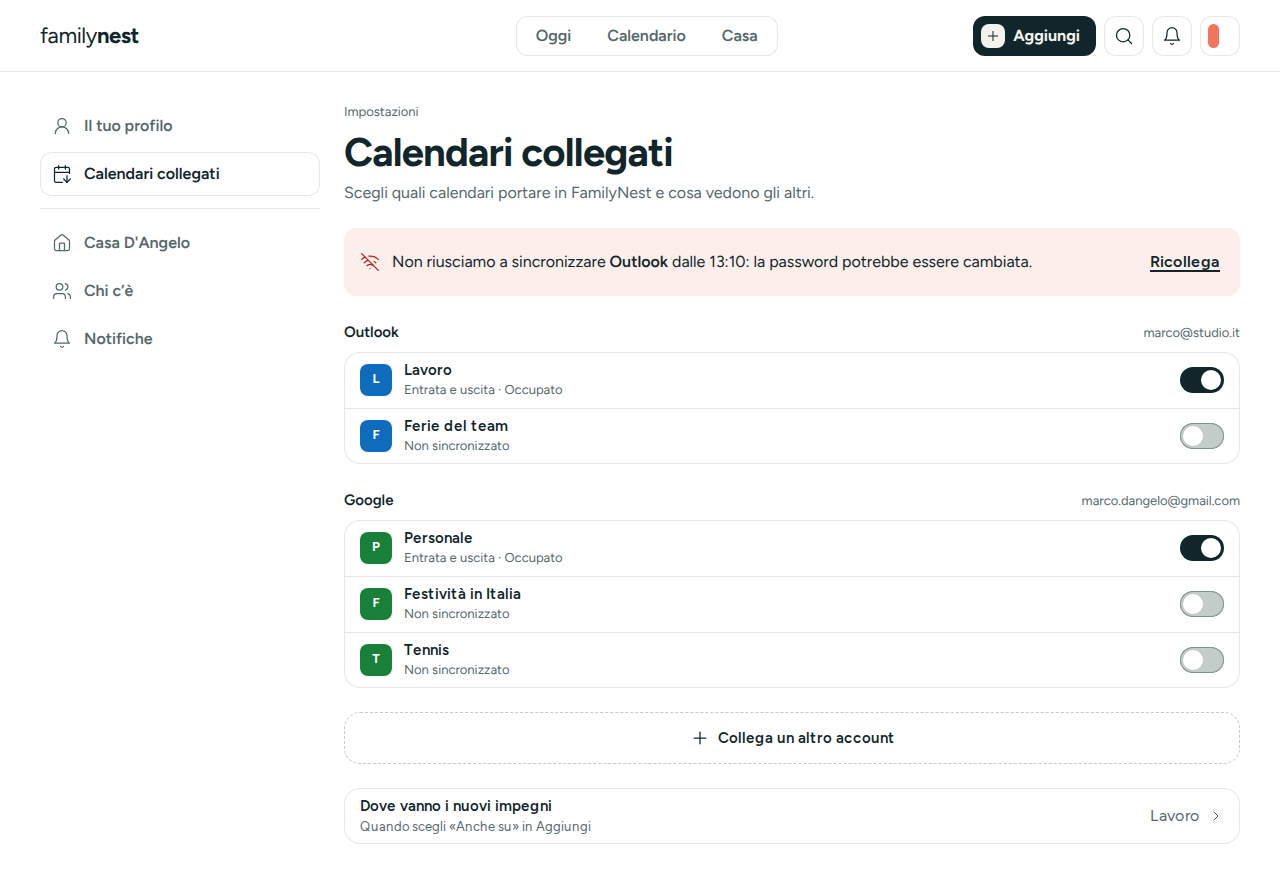 familynest
Oggi Calendario Casa
Aggiungi
Il tuo profilo
Calendari collegati
Casa D'Angelo
Chi c’è
Notifiche
Impostazioni
Calendari collegati
Scegli quali calendari portare in FamilyNest e cosa vedono gli altri.
Non riusciamo a sincronizzare Outlook dalle 13:10: la password potrebbe essere cambiata.
Ricollega
Outlook
marco@studio.it
L
Lavoro
Entrata e uscita · Occupato
F
Ferie del team
Non sincronizzato
Google
marco.dangelo@gmail.com
P
Personale
Entrata e uscita · Occupato
F
Festività in Italia
Non sincronizzato
T
Tennis
Non sincronizzato
Collega un altro account
Dove vanno i nuovi impegni
Quando scegli «Anche su» in Aggiungi
Lavoro